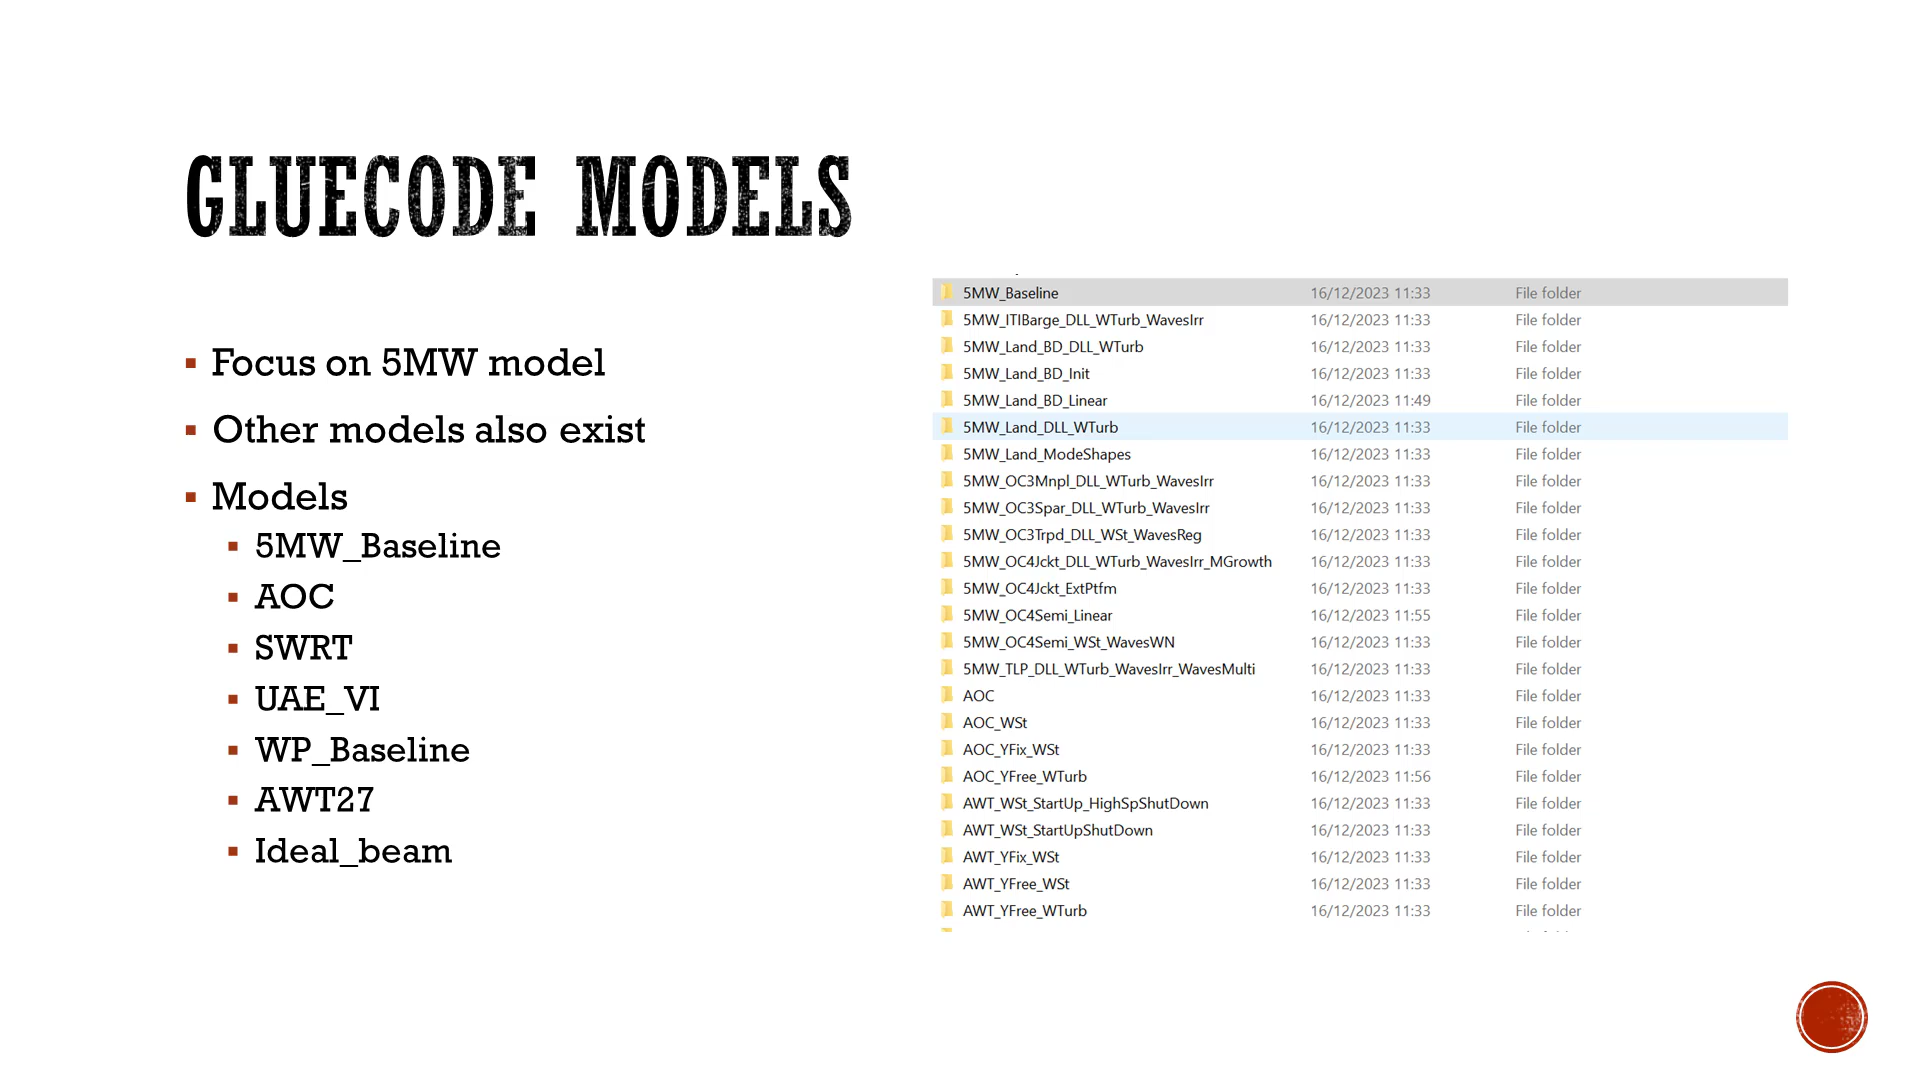 GLUECODE MODELS
Focus on 5MW model
Other models also exist
Models
5MW_Baseline
AOC
SWRT
UAE_VI
WP_Baseline
AWT27
Ideal_beam
5MW_Baseline 16/12/2023 11:33 File folder
5MW_ITIBarge_DLL_WTurb_WavesIrr 16/12/2023 11:33 File folder
5MW_Land_BD_DLL_WTurb 16/12/2023 11:33 File folder
5MW_Land_BD_Init 16/12/2023 11:33 File folder
5MW_Land_BD_Linear 16/12/2023 11:49 File folder
5MW_Land_DLL_WTurb 16/12/2023 11:33 File folder
5MW_Land_ModeShapes 16/12/2023 11:33 File folder
5MW_OC3Mnpl_DLL_WTurb_WavesIrr 16/12/2023 11:33 File folder
5MW_OC3Spar_DLL_WTurb_WavesIrr 16/12/2023 11:33 File folder
5MW_OC3Trpd_DLL_WSt_WavesReg 16/12/2023 11:33 File folder
5MW_OC4Jckt_DLL_WTurb_WavesIrr_MGrowth 16/12/2023 11:33 File folder
5MW_OC4Jckt_ExtPtfm 16/12/2023 11:33 File folder
5MW_OC4Semi_Linear 16/12/2023 11:55 File folder
5MW_OC4Semi_WSt_WavesWN 16/12/2023 11:33 File folder
5MW_TLP_DLL_WTurb_WavesIrr_WavesMulti 16/12/2023 11:33 File folder
AOC 16/12/2023 11:33 File folder
AOC_WSt 16/12/2023 11:33 File folder
AOC_YFix_WSt 16/12/2023 11:33 File folder
AOC_YFree_WTurb 16/12/2023 11:56 File folder
AWT_WSt_StartUp_HighSpShutDown 16/12/2023 11:33 File folder
AWT_WSt_StartUpShutDown 16/12/2023 11:33 File folder
AWT_YFix_WSt 16/12/2023 11:33 File folder
AWT_YFree_WSt 16/12/2023 11:33 File folder
AWT_YFree_WTurb 16/12/2023 11:33 File folder